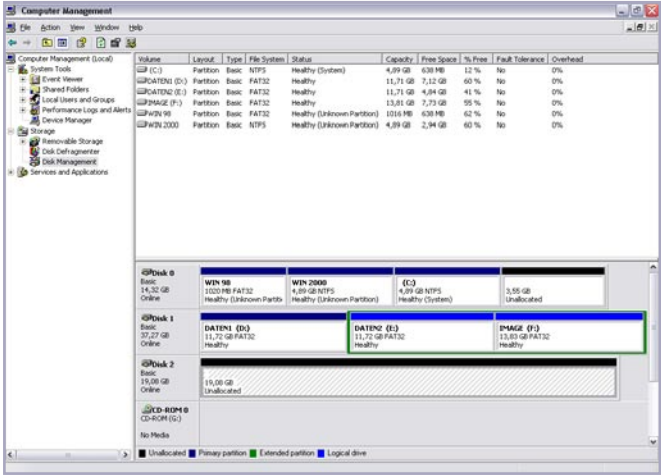 Computer Management
File Action View Window Help
Computer Management (Local)
System Tools
Event Viewer
Shared Folders
Local Users and Groups
Performance Logs and Alerts
Device Manager
Storage
Removable Storage
Disk Defragmenter
Disk Management
Services and Applications
Volume Layout Type File System Status Capacity Free Space % Free Fault Tolerance Overhead
(C:) Partition Basic NTFS Healthy (System) 4,89 GB 638 MB 12 % No 0%
DATEN1 (D:) Partition Basic FAT32 Healthy 11,71 GB 7,12 GB 60 % No 0%
DATEN2 (E:) Partition Basic FAT32 Healthy 11,71 GB 4,84 GB 41 % No 0%
IMAGE (F:) Partition Basic FAT32 Healthy 13,81 GB 7,73 GB 55 % No 0%
WIN 98 Partition Basic FAT32 Healthy (Unknown Partition) 1016 MB 638 MB 62 % No 0%
WIN 2000 Partition Basic NTFS Healthy (Unknown Partition) 4,89 GB 2,94 GB 60 % No 0%
Disk 0
Basic
14,32 GB
Online
WIN 98
1020 MB FAT32
Healthy (Unknown Partitio
WIN 2000
4,89 GB NTFS
Healthy (Unknown Partition)
(C:)
4,89 GB NTFS
Healthy (System)
3,55 GB
Unallocated
Disk 1
Basic
37,27 GB
Online
DATEN1 (D:)
11,72 GB FAT32
Healthy
DATEN2 (E:)
11,72 GB FAT32
Healthy
IMAGE (F:)
13,83 GB FAT32
Healthy
Disk 2
Basic
19,08 GB
Online
19,08 GB
Unallocated
CD-ROM 0
CD-ROM (G:)
No Media
Unallocated Primary partition Extended partition Logical drive